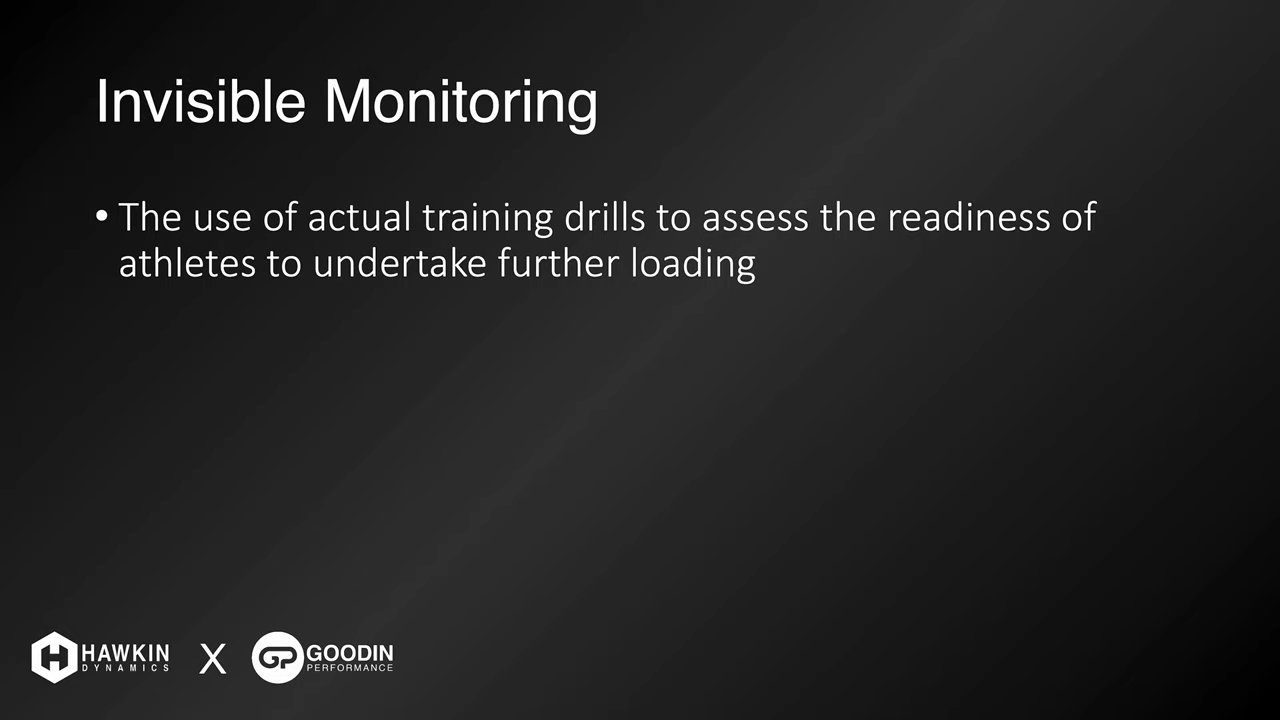 Invisible Monitoring
• The use of actual training drills to assess the readiness of
athletes to undertake further loading
HAWKIN
DYNAMICS
X
GP
GOODIN
PERFORMANCE